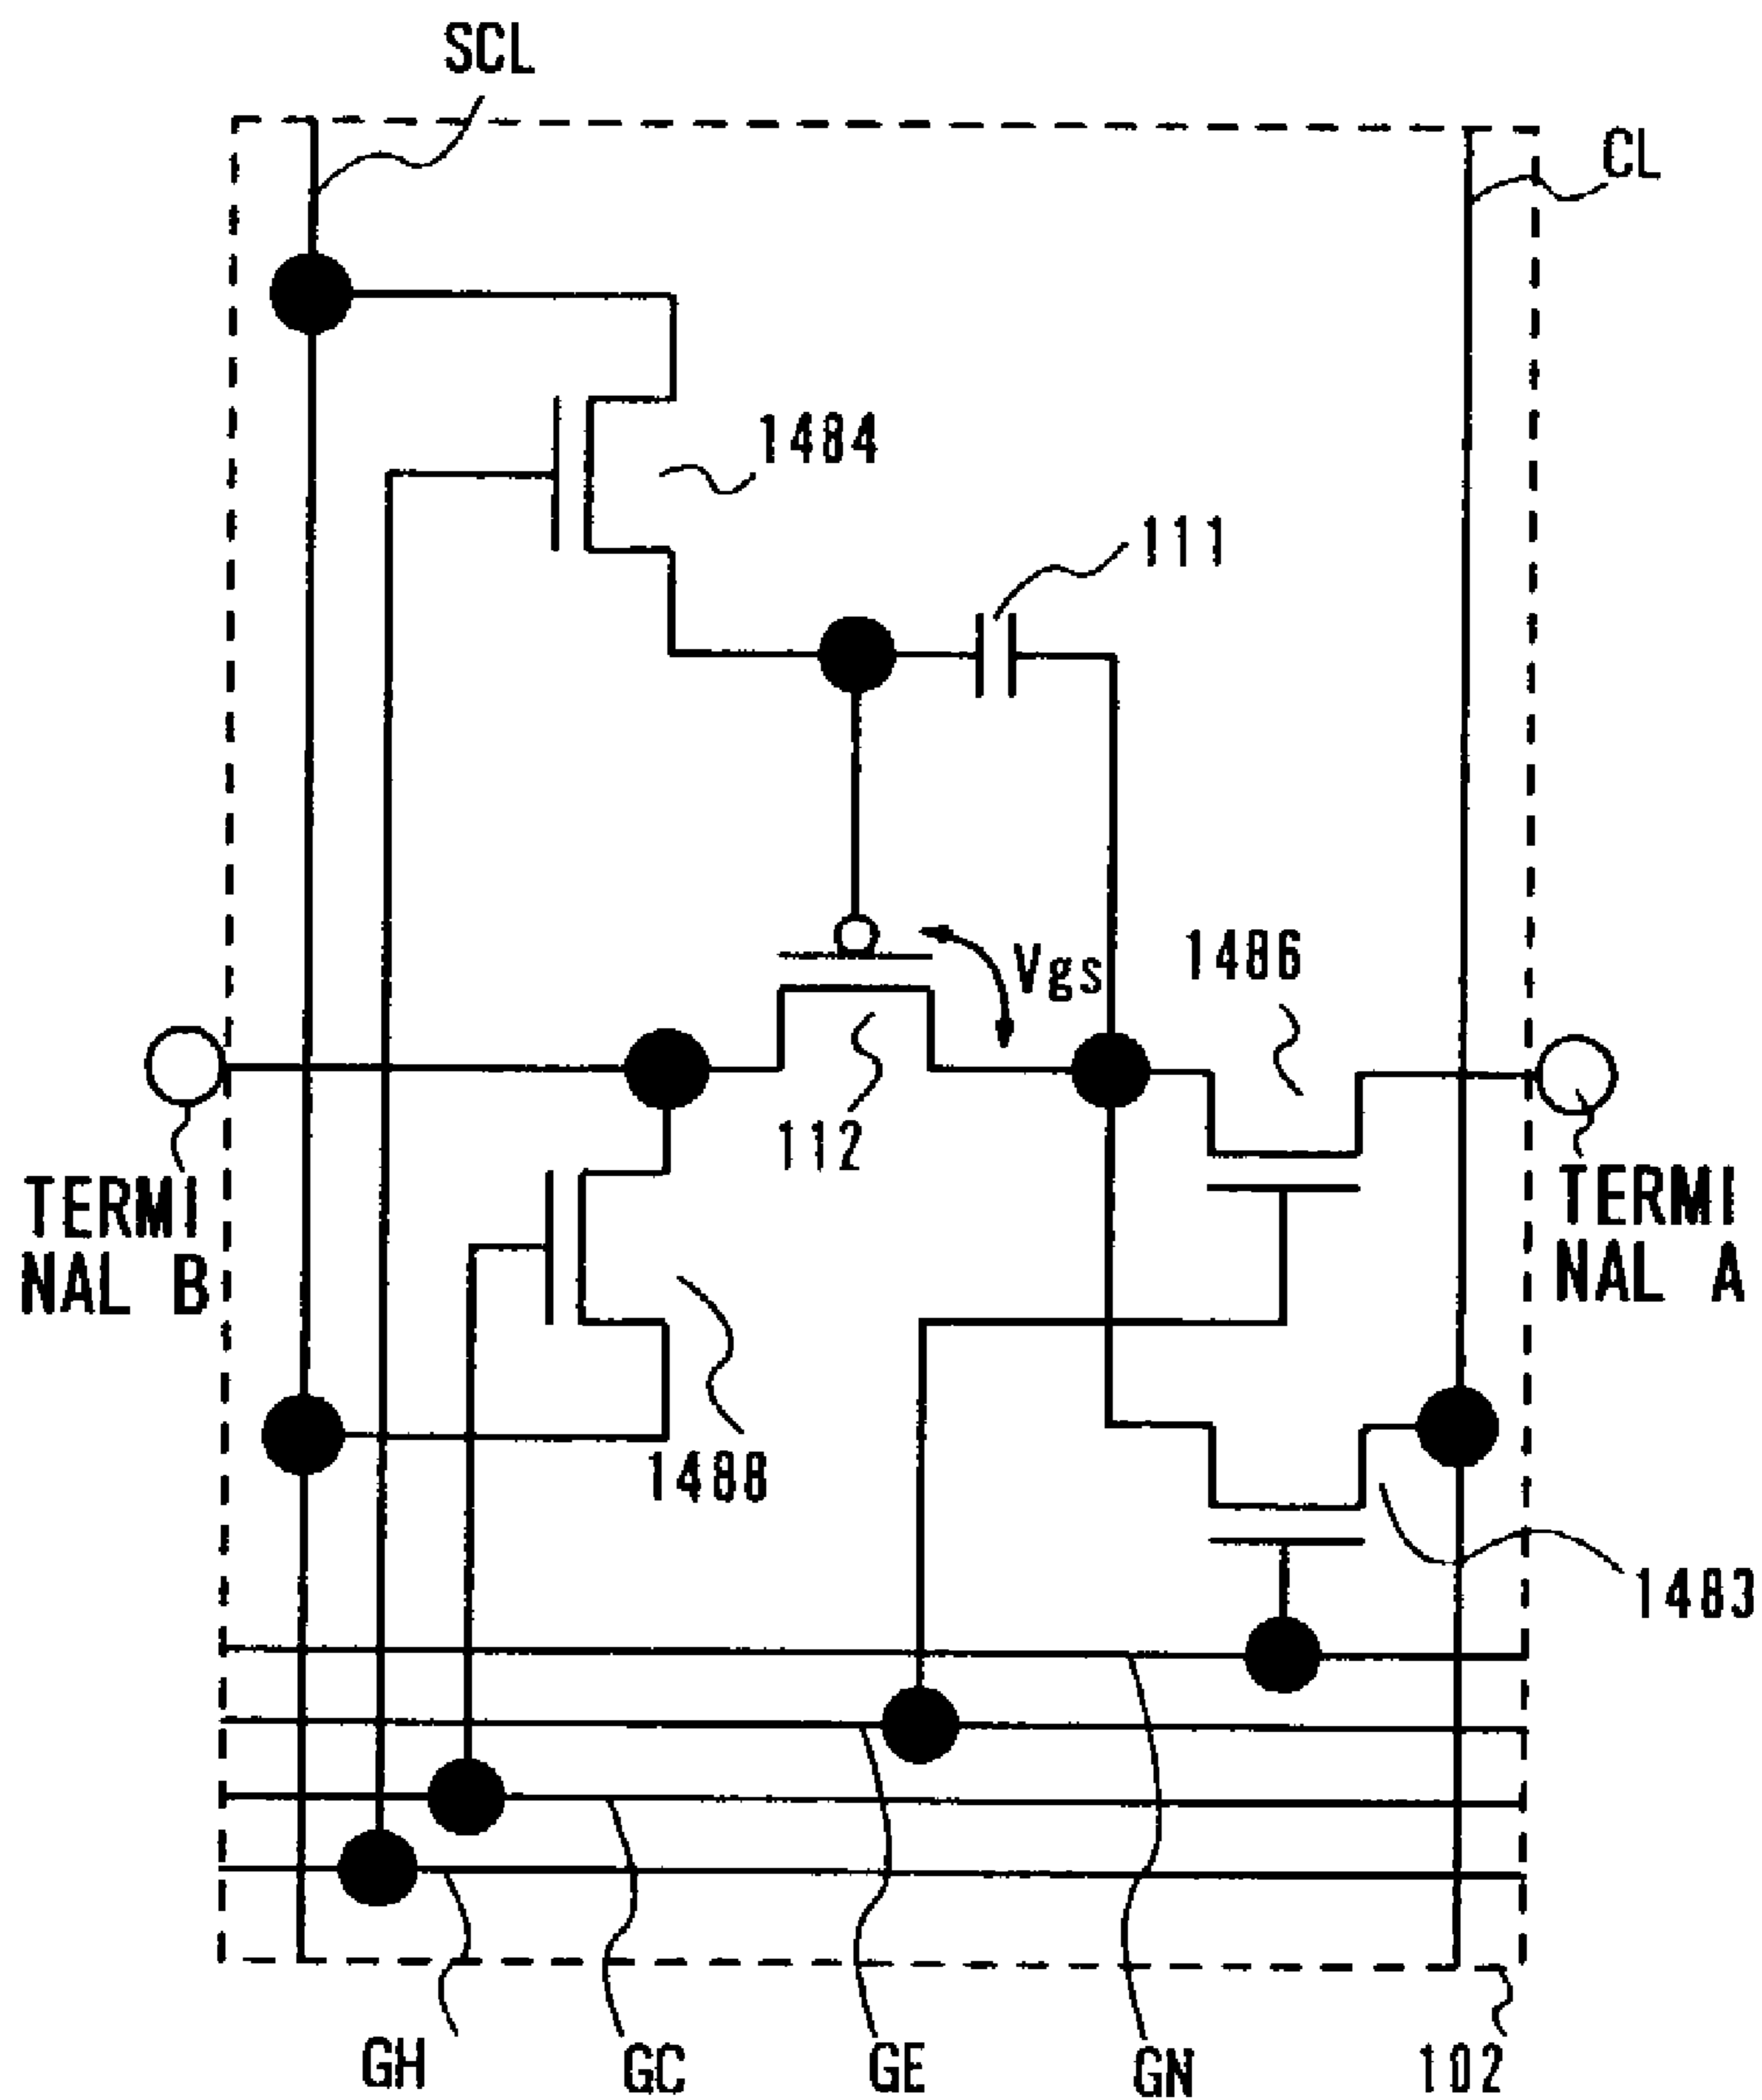 SCL
CL
1484
111
Vgs
1486
112
TERMI
NAL B
TERMI
NAL A
1488
1483
GH
GC
GE
GN
102